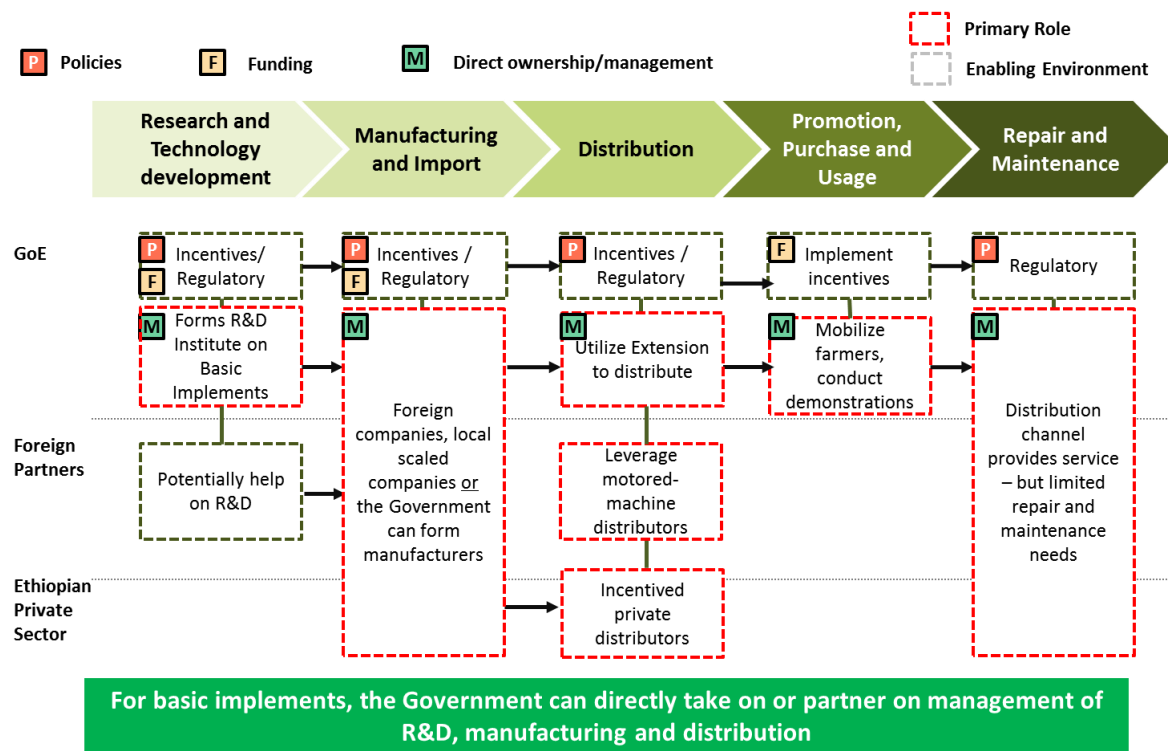 P Policies
F Funding
M Direct ownership/management
Primary Role
Enabling Environment
Research and
Technology
development
Manufacturing
and Import
Distribution
Promotion,
Purchase and
Usage
Repair and
Maintenance
GoE
P
F
Incentives/
Regulatory
P
F
Incentives /
Regulatory
P
Incentives /
Regulatory
F
Implement
incentives
P
Regulatory
M
Forms R&D
Institute on
Basic
Implements
M
Foreign
companies, local
scaled
companies or
the Government
can form
manufacturers
M
Utilize Extension
to distribute
M
Mobilize
farmers,
conduct
demonstrations
M
Distribution
channel
provides service
– but limited
repair and
maintenance
needs
Foreign
Partners
Potentially help
on R&D
Leverage
motored-
machine
distributors
Ethiopian
Private
Sector
Incentived
private
distributors
For basic implements, the Government can directly take on or partner on management of
R&D, manufacturing and distribution